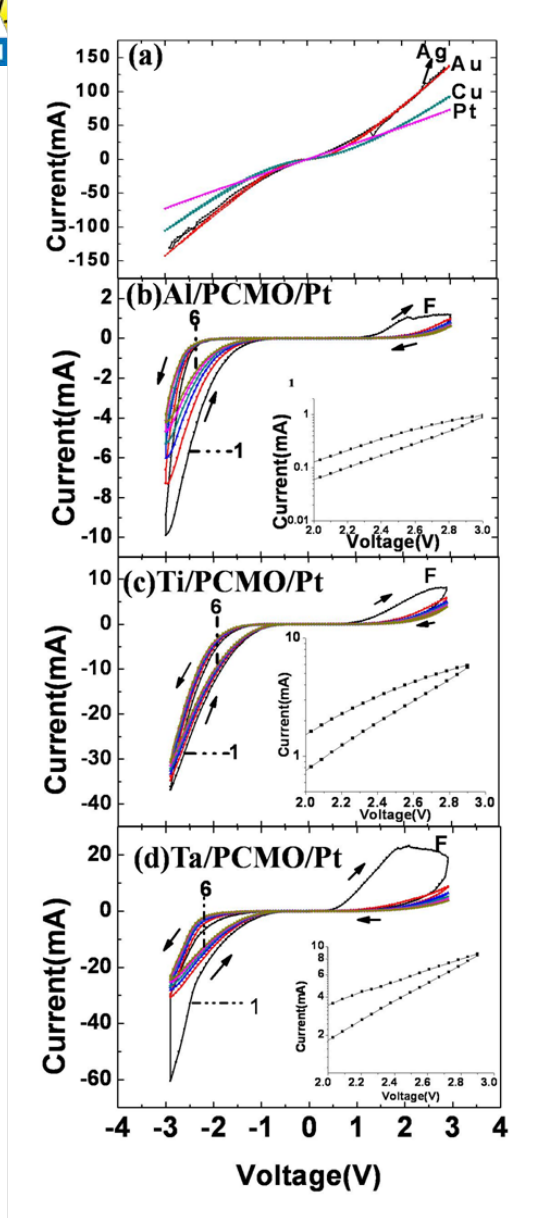 (a)
Ag
Au
Cu
Pt
150
100
50
0
-50
-100
-150
Current(mA)
(b)Al/PCMO/Pt
6
F
1
2
0
-2
-4
-6
-8
-10
Current(mA)
1
1
0.1
0.01
Current(mA)
2.0 2.2 2.4 2.6 2.8 3.0
Voltage(V)
(c)Ti/PCMO/Pt
6
F
1
10
0
-10
-20
-30
-40
Current(mA)
10
1
Current(mA)
2.0 2.2 2.4 2.6 2.8 3.0
Voltage(V)
(d)Ta/PCMO/Pt
6
F
1
20
0
-20
-40
-60
Current(mA)
10
8
6
4
2
Current(mA)
2.0 2.2 2.4 2.6 2.8 3.0
Voltage(V)
-4 -3 -2 -1 0 1 2 3 4
Voltage(V)